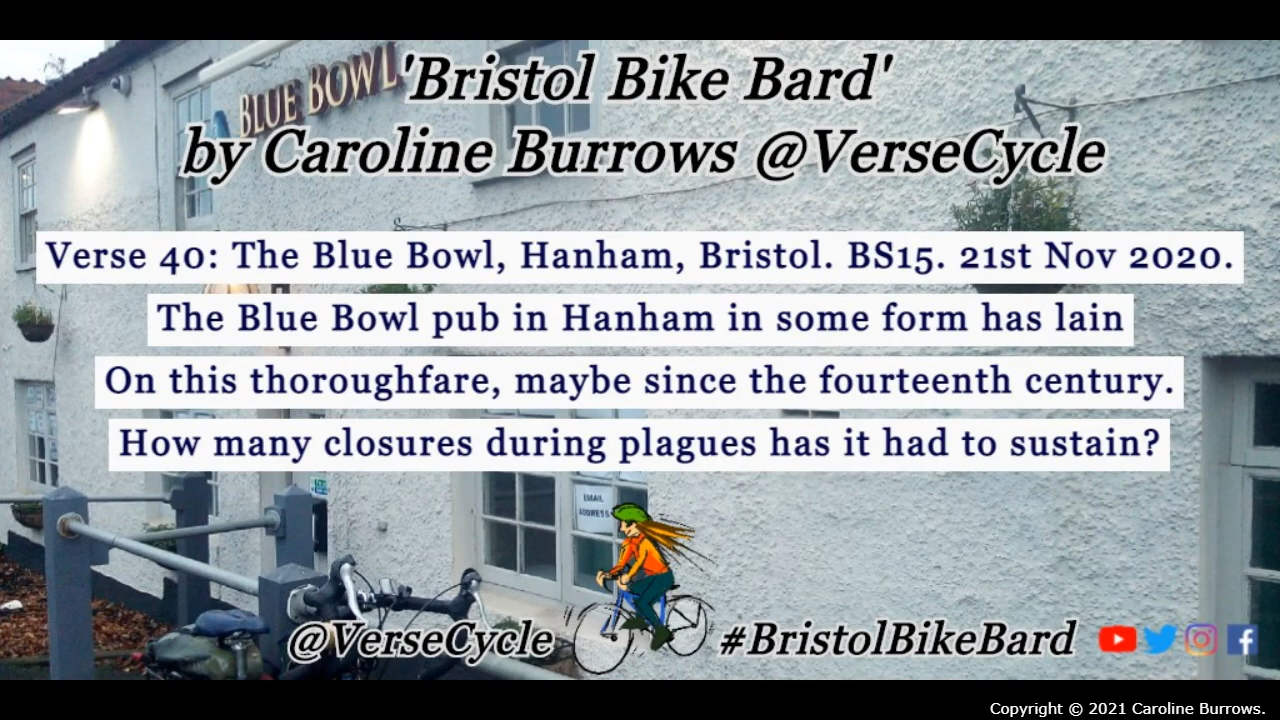 BLUE BOWL
'Bristol Bike Bard'
by Caroline Burrows @VerseCycle
Verse 40: The Blue Bowl, Hanham, Bristol. BS15. 21st Nov 2020.
The Blue Bowl pub in Hanham in some form has lain
On this thoroughfare, maybe since the fourteenth century.
How many closures during plagues has it had to sustain?
EMAIL
ADDRESS
@VerseCycle
#BristolBikeBard
Copyright © 2021 Caroline Burrows.